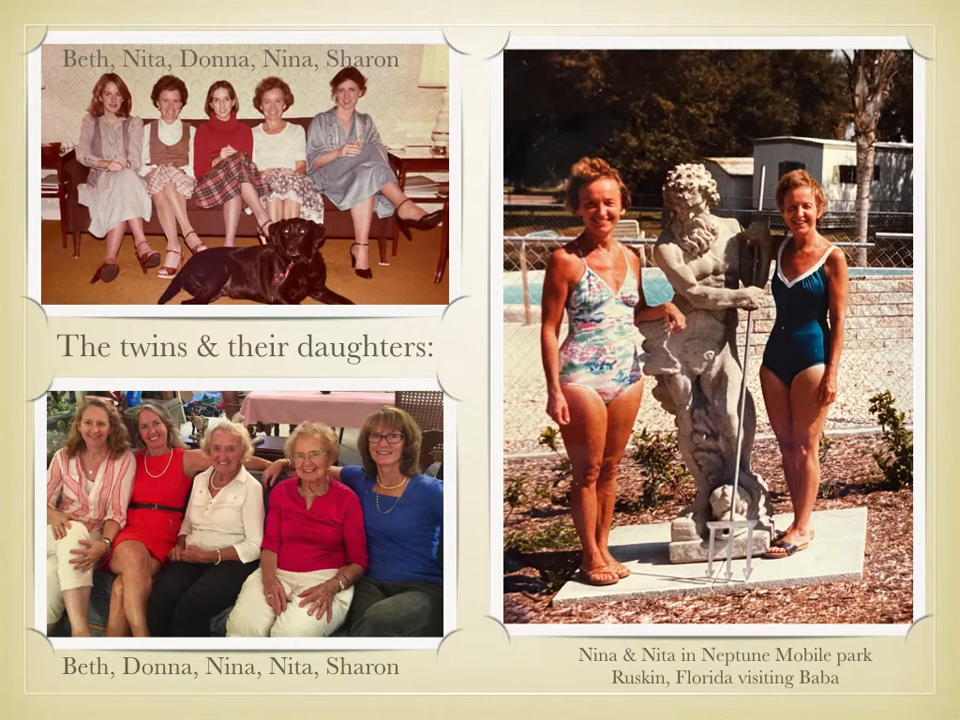 Beth, Nita, Donna, Nina, Sharon
The twins & their daughters:
Beth, Donna, Nina, Nita, Sharon
Nina & Nita in Neptune Mobile park
Ruskin, Florida visiting Baba